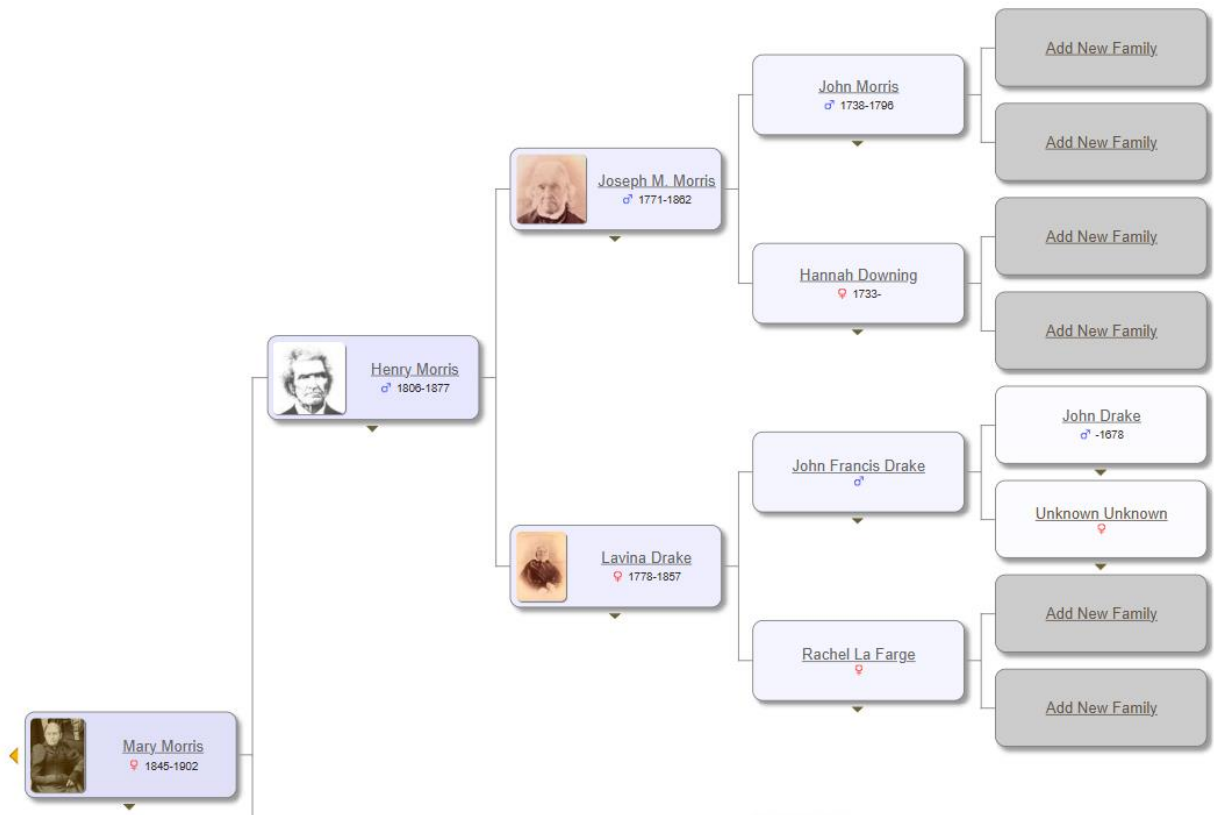 Add New Family
John Morris
♂ 1738-1796
Add New Family
Joseph M. Morris
♂ 1771-1862
Add New Family
Hannah Downing
♀ 1733-
Add New Family
Henry Morris
♂ 1806-1877
John Drake
♂ -1678
John Francis Drake
♂
Unknown Unknown
♀
Lavina Drake
♀ 1778-1857
Add New Family
Rachel La Farge
♀
Add New Family
Mary Morris
♀ 1845-1902